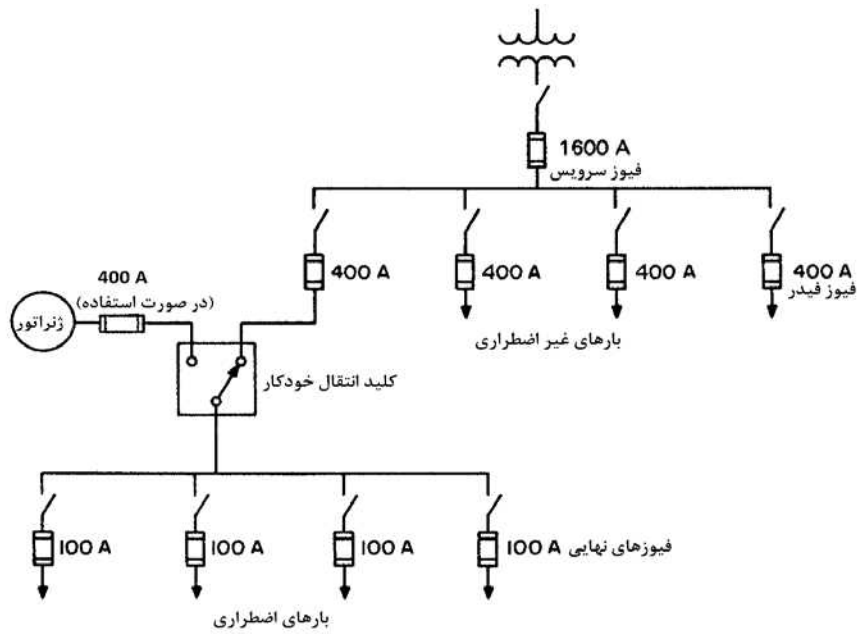 1600 A
فیوز سرویس
400 A
400 A
400 A
400 A
فیوز فیدر
400 A
(در صورت استفاده)
ژنراتور
بارهای غیر اضطراری
کلید انتقال خودکار
100 A
100 A
100 A
100 A فیوزهای نهایی
بارهای اضطراری